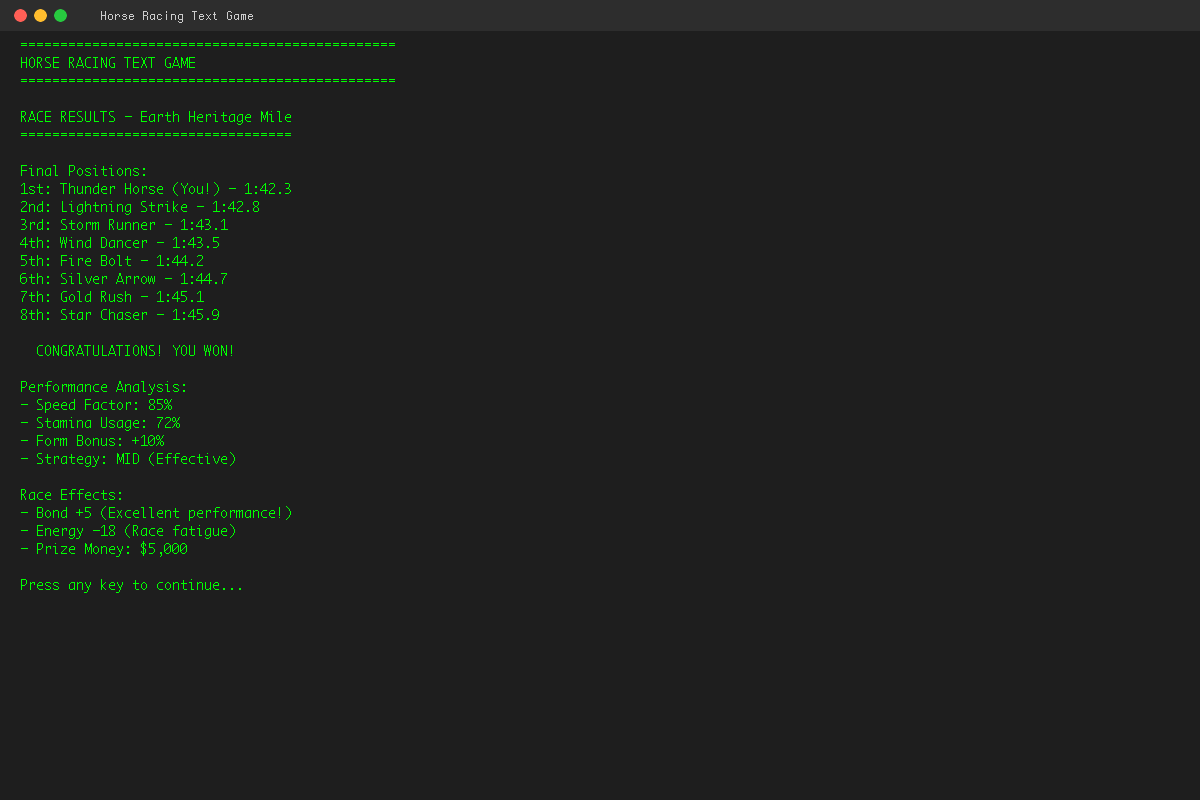 Horse Racing Text Game
===============================================
HORSE RACING TEXT GAME
===============================================
RACE RESULTS - Earth Heritage Mile
==================================
Final Positions:
1st: Thunder Horse (You!) - 1:42.3
2nd: Lightning Strike - 1:42.8
3rd: Storm Runner - 1:43.1
4th: Wind Dancer - 1:43.5
5th: Fire Bolt - 1:44.2
6th: Silver Arrow - 1:44.7
7th: Gold Rush - 1:45.1
8th: Star Chaser - 1:45.9
CONGRATULATIONS! YOU WON!
Performance Analysis:
- Speed Factor: 85%
- Stamina Usage: 72%
- Form Bonus: +10%
- Strategy: MID (Effective)
Race Effects:
- Bond +5 (Excellent performance!)
- Energy -18 (Race fatigue)
- Prize Money: $5,000
Press any key to continue...